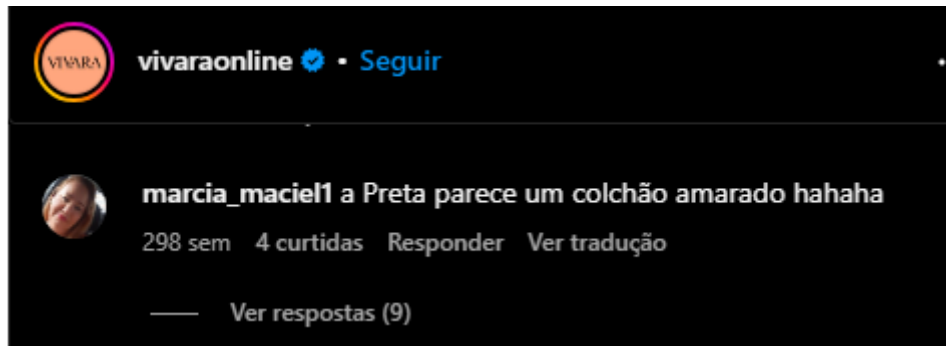 VIVARA
vivaraonline • Seguir
marcia_maciel1 a Preta parece um colchão amarado hahaha
298 sem 4 curtidas Responder Ver tradução
Ver respostas (9)